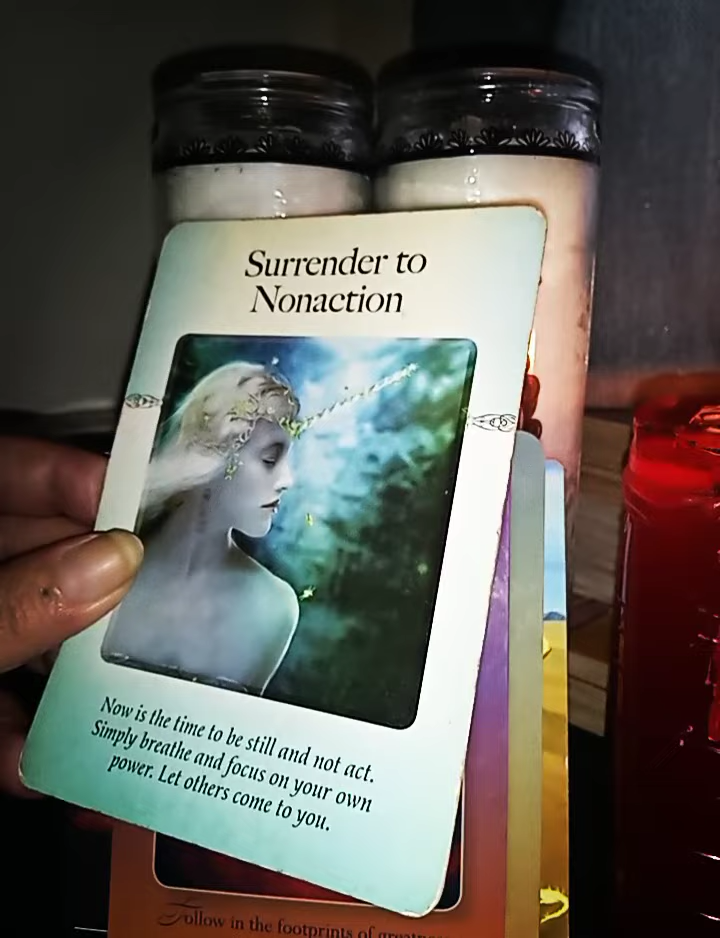 Surrender to
Nonaction
Now is the time to be still and not act.
Simply breathe and focus on your own
power. Let others come to you.
Follow in the footprints of